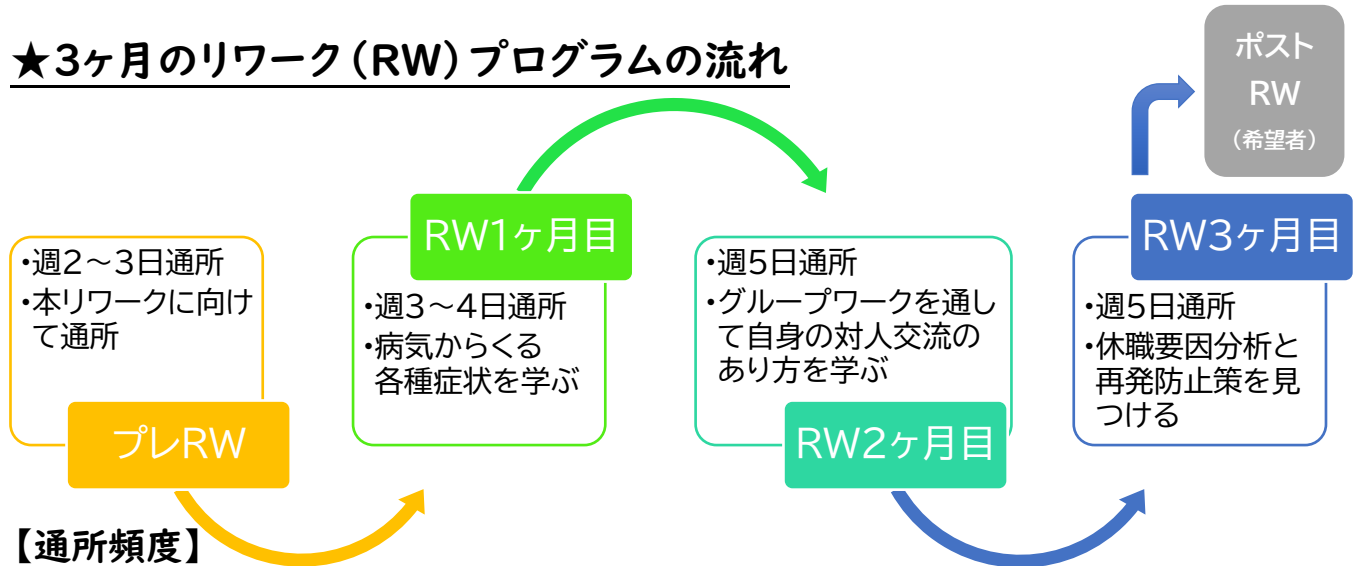 ★3ヶ月のリワーク(RW)プログラムの流れ
・週2～3日通所
・本リワークに向け
て通所
プレRW
RW1ヶ月目
・週3～4日通所
・病気からくる
各種症状を学ぶ
・週5日通所
・グループワークを通し
て自身の対人交流の
あり方を学ぶ
RW2ヶ月目
RW3ヶ月目
・週5日通所
・休職要因分析と
再発防止策を見
つける
ポスト
RW
(希望者)
【通所頻度】